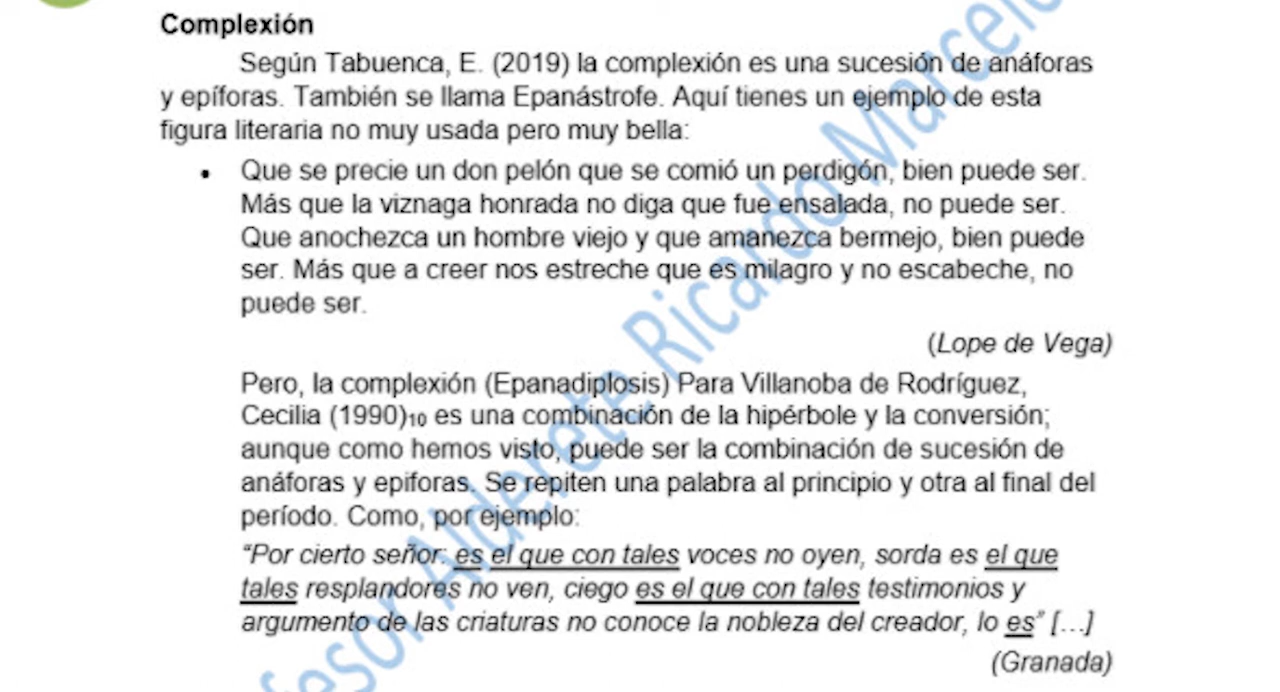 Complexión
Según Tabuenca, E. (2019) la complexión es una sucesión de anáforas
y epíforas. También se llama Epanástrofe. Aquí tienes un ejemplo de esta
figura literaria no muy usada pero muy bella:
• Que se precie un don pelón que se comió un perdigón, bien puede ser.
Más que la viznaga honrada no diga que fue ensalada, no puede ser.
Que anochezca un hombre viejo y que amanezca bermejo, bien puede
ser. Más que a creer nos estreche que es milagro y no escabeche, no
puede ser.
(Lope de Vega)
Pero, la complexión (Epanadiplosis) Para Villanoba de Rodríguez,
Cecilia (1990)10 es una combinación de la hipérbole y la conversión;
aunque como hemos visto, puede ser la combinación de sucesión de
anáforas y epiforas. Se repiten una palabra al principio y otra al final del
período. Como, por ejemplo:
“Por cierto señor: es el que con tales voces no oyen, sorda es el que
tales resplandores no ven, ciego es el que con tales testimonios y
argumento de las criaturas no conoce la nobleza del creador, lo es” [...]
(Granada)
fesor Alderete Ricardo Marcelo